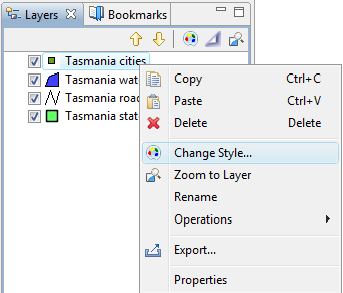 Layers Bookmarks
Tasmania cities
Tasmania wat
Tasmania road
Tasmania stat
Copy Ctrl+C
Paste Ctrl+V
Delete Delete
Change Style...
Zoom to Layer
Rename
Operations
Export...
Properties